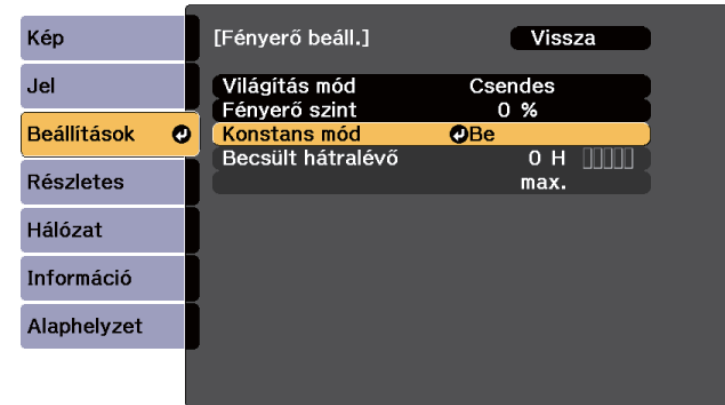 Kép
Jel
Beállítások
Részletes
Hálózat
Információ
Alaphelyzet
[Fényerő beáll.] Vissza
Világítás mód Csendes
Fényerő szint 0 %
Konstans mód Be
Becsült hátralévő 0 H
max.